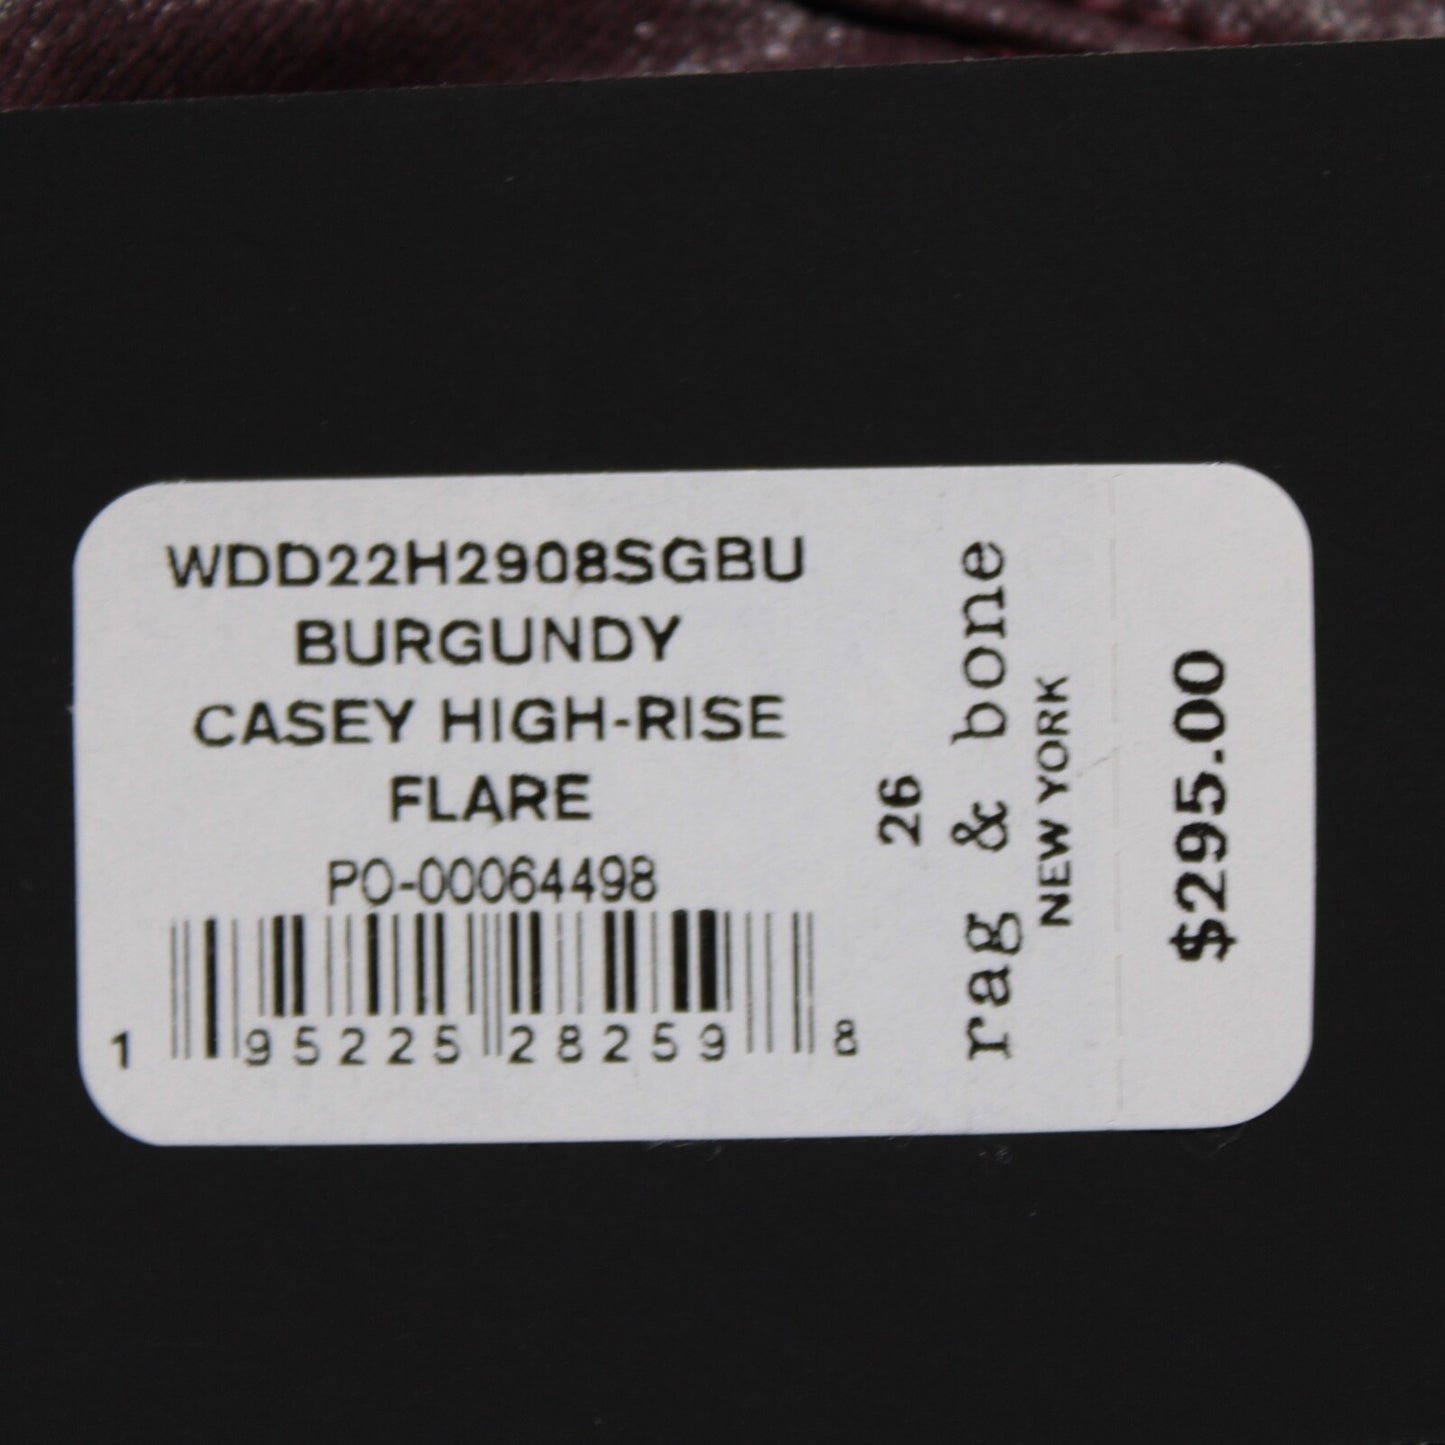 WDD22H2908SGBU
BURGUNDY
CASEY HIGH-RISE
FLARE
PO-00064498
1 95225 28259 8
26
rag & bone
NEW YORK
$295.00